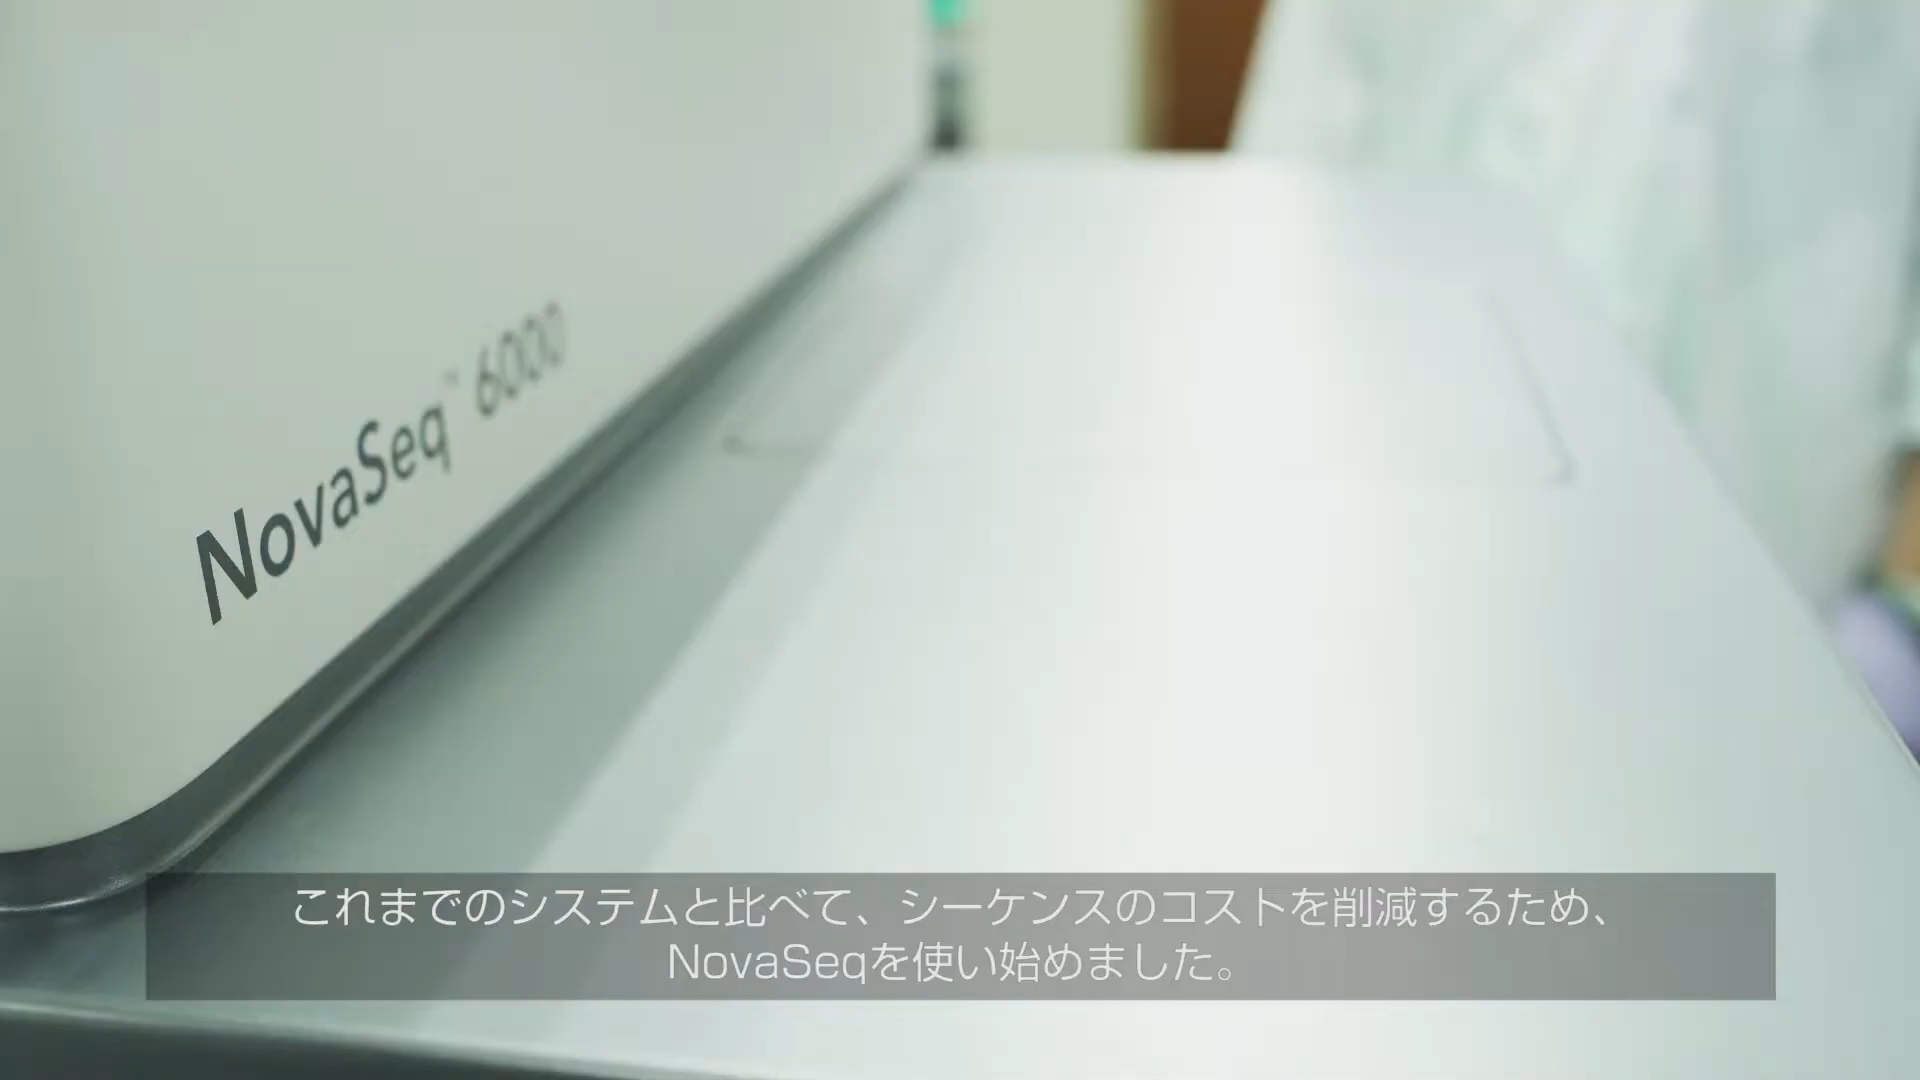 NovaSeq™ 6000
これまでのシステムと比べて、シーケンスのコストを削減するため、
NovaSeqを使い始めました。